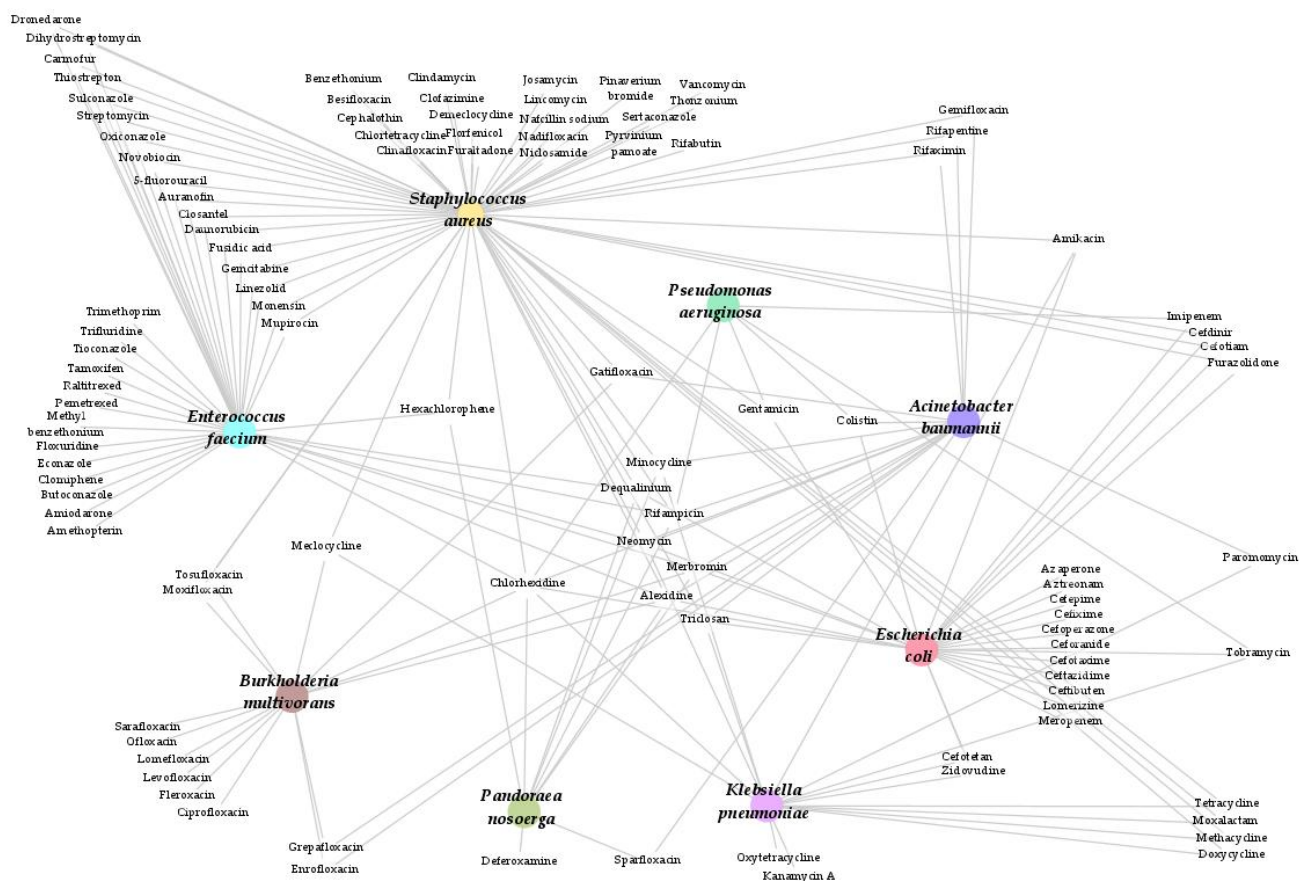 Dronedarone
Dihydrostreptomycin
Carmofur
Thiostrepton
Sulconazole
Streptomycin
Oxiconazole
Novobiocin
5-fluorouracil
Auranofin
Closantel
Daunorubicin
Fusidic acid
Gemcitabine
Linezolid
Monensin
Mupirocin
Benzethonium
Besifloxacin
Cephalothin
Chlortetracycline
Clinafloxacin
Clindamycin
Clofazimine
Demeclocycline
Florfenicol
Furaltadone
Josamycin
Lincomycin
Nafcillin sodium
Nadifloxacin
Niclosamide
Pinaverium
bromide
Sertaconazole
Pyrvinium
pamoate
Vancomycin
Thonzonium
Rifabutin
Gemifloxacin
Rifapentine
Rifaximin
Staphylococcus
aureus
Amikacin
Pseudomonas
aeruginosa
Imipenem
Cefdinir
Cefotiam
Furazolidone
Trimethoprim
Trifluridine
Tioconazole
Tamoxifen
Raltitrexed
Pemetrexed
Methyl
benzethonium
Floxuridine
Econazole
Clomiphene
Butoconazole
Amiodarone
Amethopterin
Enterococcus
faecium
Hexachlorophene
Gatifloxacin
Gentamicin
Colistin
Acinetobacter
baumannii
Minocycline
Dequalinium
Rifampicin
Neomycin
Merbromin
Alexidine
Triclosan
Meclocycline
Chlorhexidine
Tosufloxacin
Moxifloxacin
Paromomycin
Tobramycin
Azaperone
Aztreonam
Cefepime
Cefixime
Cefoperazone
Ceforanide
Cefotaxime
Ceftazidime
Ceftibuten
Lomerizine
Meropenem
Escherichia
coli
Burkholderia
multivorans
Sarafloxacin
Ofloxacin
Lomefloxacin
Levofloxacin
Fleroxacin
Ciprofloxacin
Cefotetan
Zidovudine
Pandoraea
nosoerga
Klebsiella
pneumoniae
Tetracycline
Moxalactam
Methacycline
Doxycycline
Grepafloxacin
Enrofloxacin
Deferoxamine
Sparfloxacin
Oxytetracycline
Kanamycin A